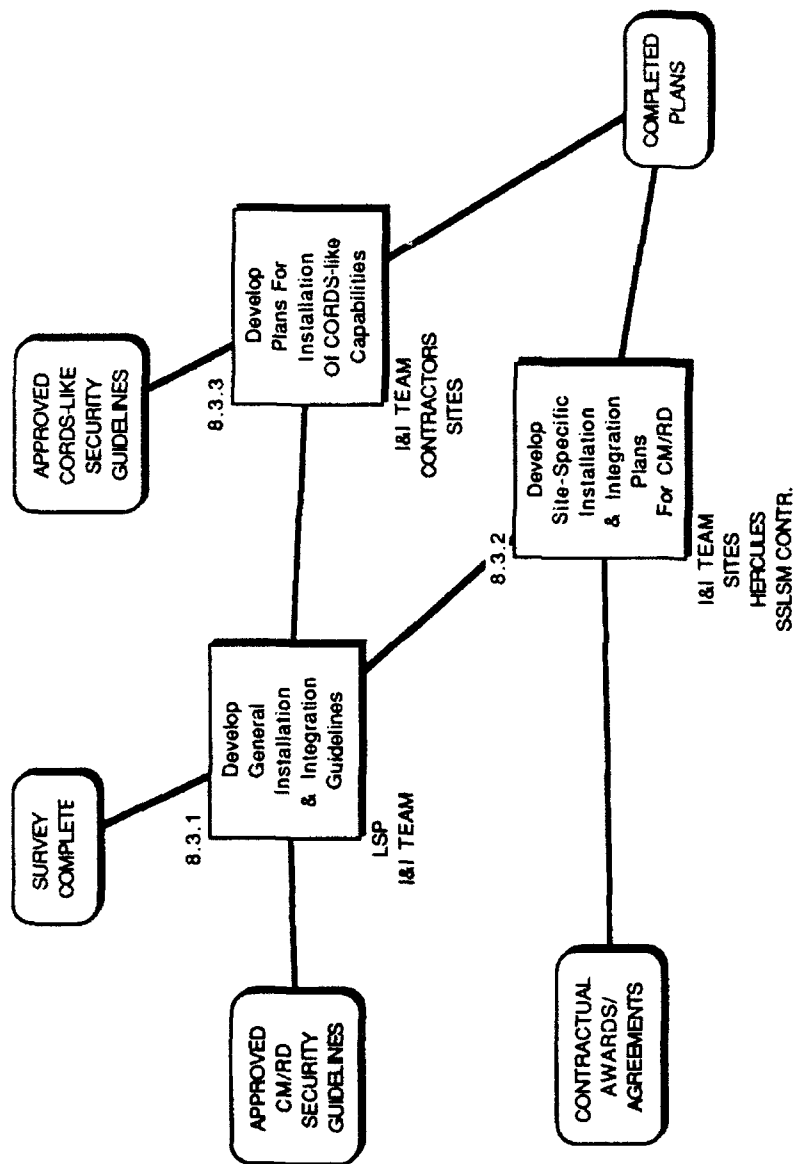 SURVEY
COMPLETE
APPROVED
CORDS-LIKE
SECURITY
GUIDELINES
8.3.1
Develop
General
Installation
& Integration
Guidelines
LSP
I&I TEAM
8.3.3
Develop
Plans For
Installation
Of CORDS-like
Capabilities
I&I TEAM
CONTRACTORS
SITES
APPROVED
CM/RD
SECURITY
GUIDELINES
8.3.2
Develop
Site-Specific
Installation
& Integration
Plans
For CM/RD
I&I TEAM
SITES
HERCULES
SSLSM CONTR.
COMPLETED
PLANS
CONTRACTUAL
AWARDS/
AGREEMENTS